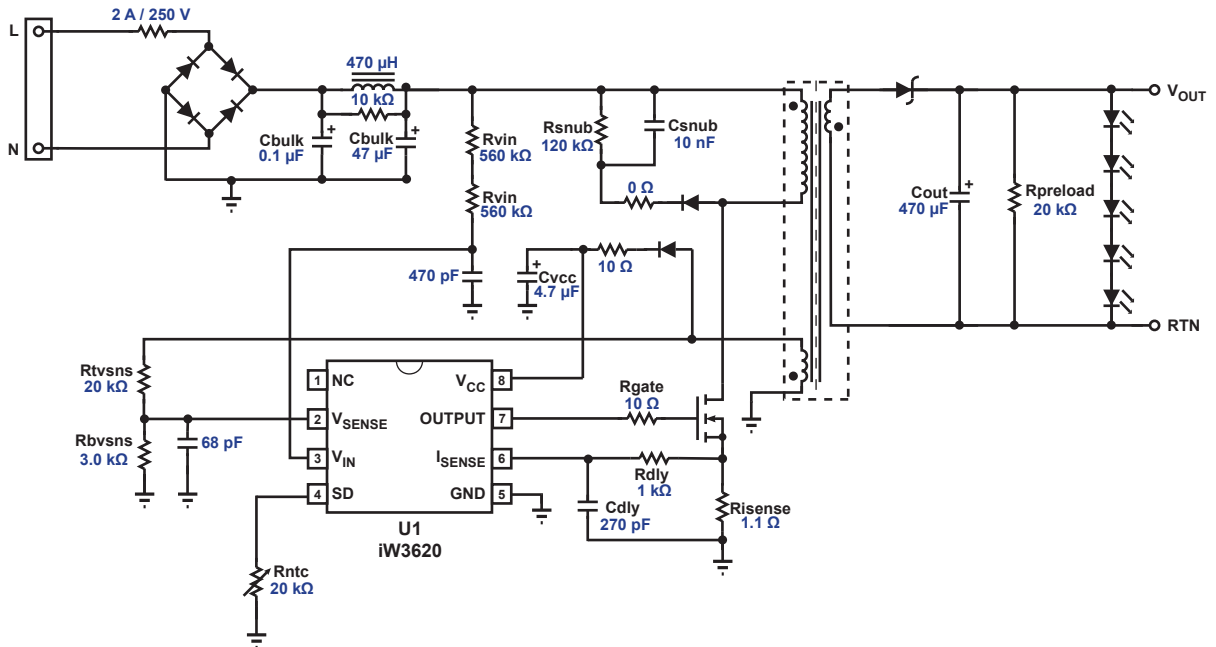 2 A / 250 V
L
N
470 µH
10 kΩ
Cbulk
0.1 µF
+
Cbulk
47 µF
+
Rvin
560 kΩ
Rvin
560 kΩ
470 pF
Rsnub
120 kΩ
Csnub
10 nF
0 Ω
10 Ω
+
Cvcc
4.7 µF
VOUT
Cout
470 µF
+
Rpreload
20 kΩ
RTN
Rtvsns
20 kΩ
Rbvsns
3.0 kΩ
68 pF
1 NC
2 VSENSE
3 VIN
4 SD
VCC 8
OUTPUT 7
ISENSE 6
GND 5
U1
iW3620
Rgate
10 Ω
Rdly
1 kΩ
Cdly
270 pF
Risense
1.1 Ω
Rntc
20 kΩ